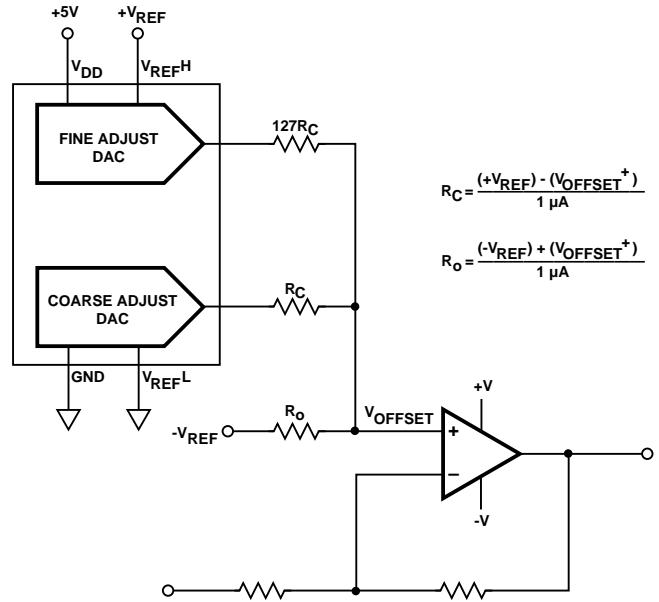 +5V
+VREF
VDD
VREFH
FINE ADJUST
DAC
127RC
RC = (+VREF) - (VOFFSET+)
1 µA
Ro = (-VREF) + (VOFFSET+)
1 µA
COARSE ADJUST
DAC
RC
GND
VREFL
-VREF
Ro
VOFFSET
+V
+
−
-V